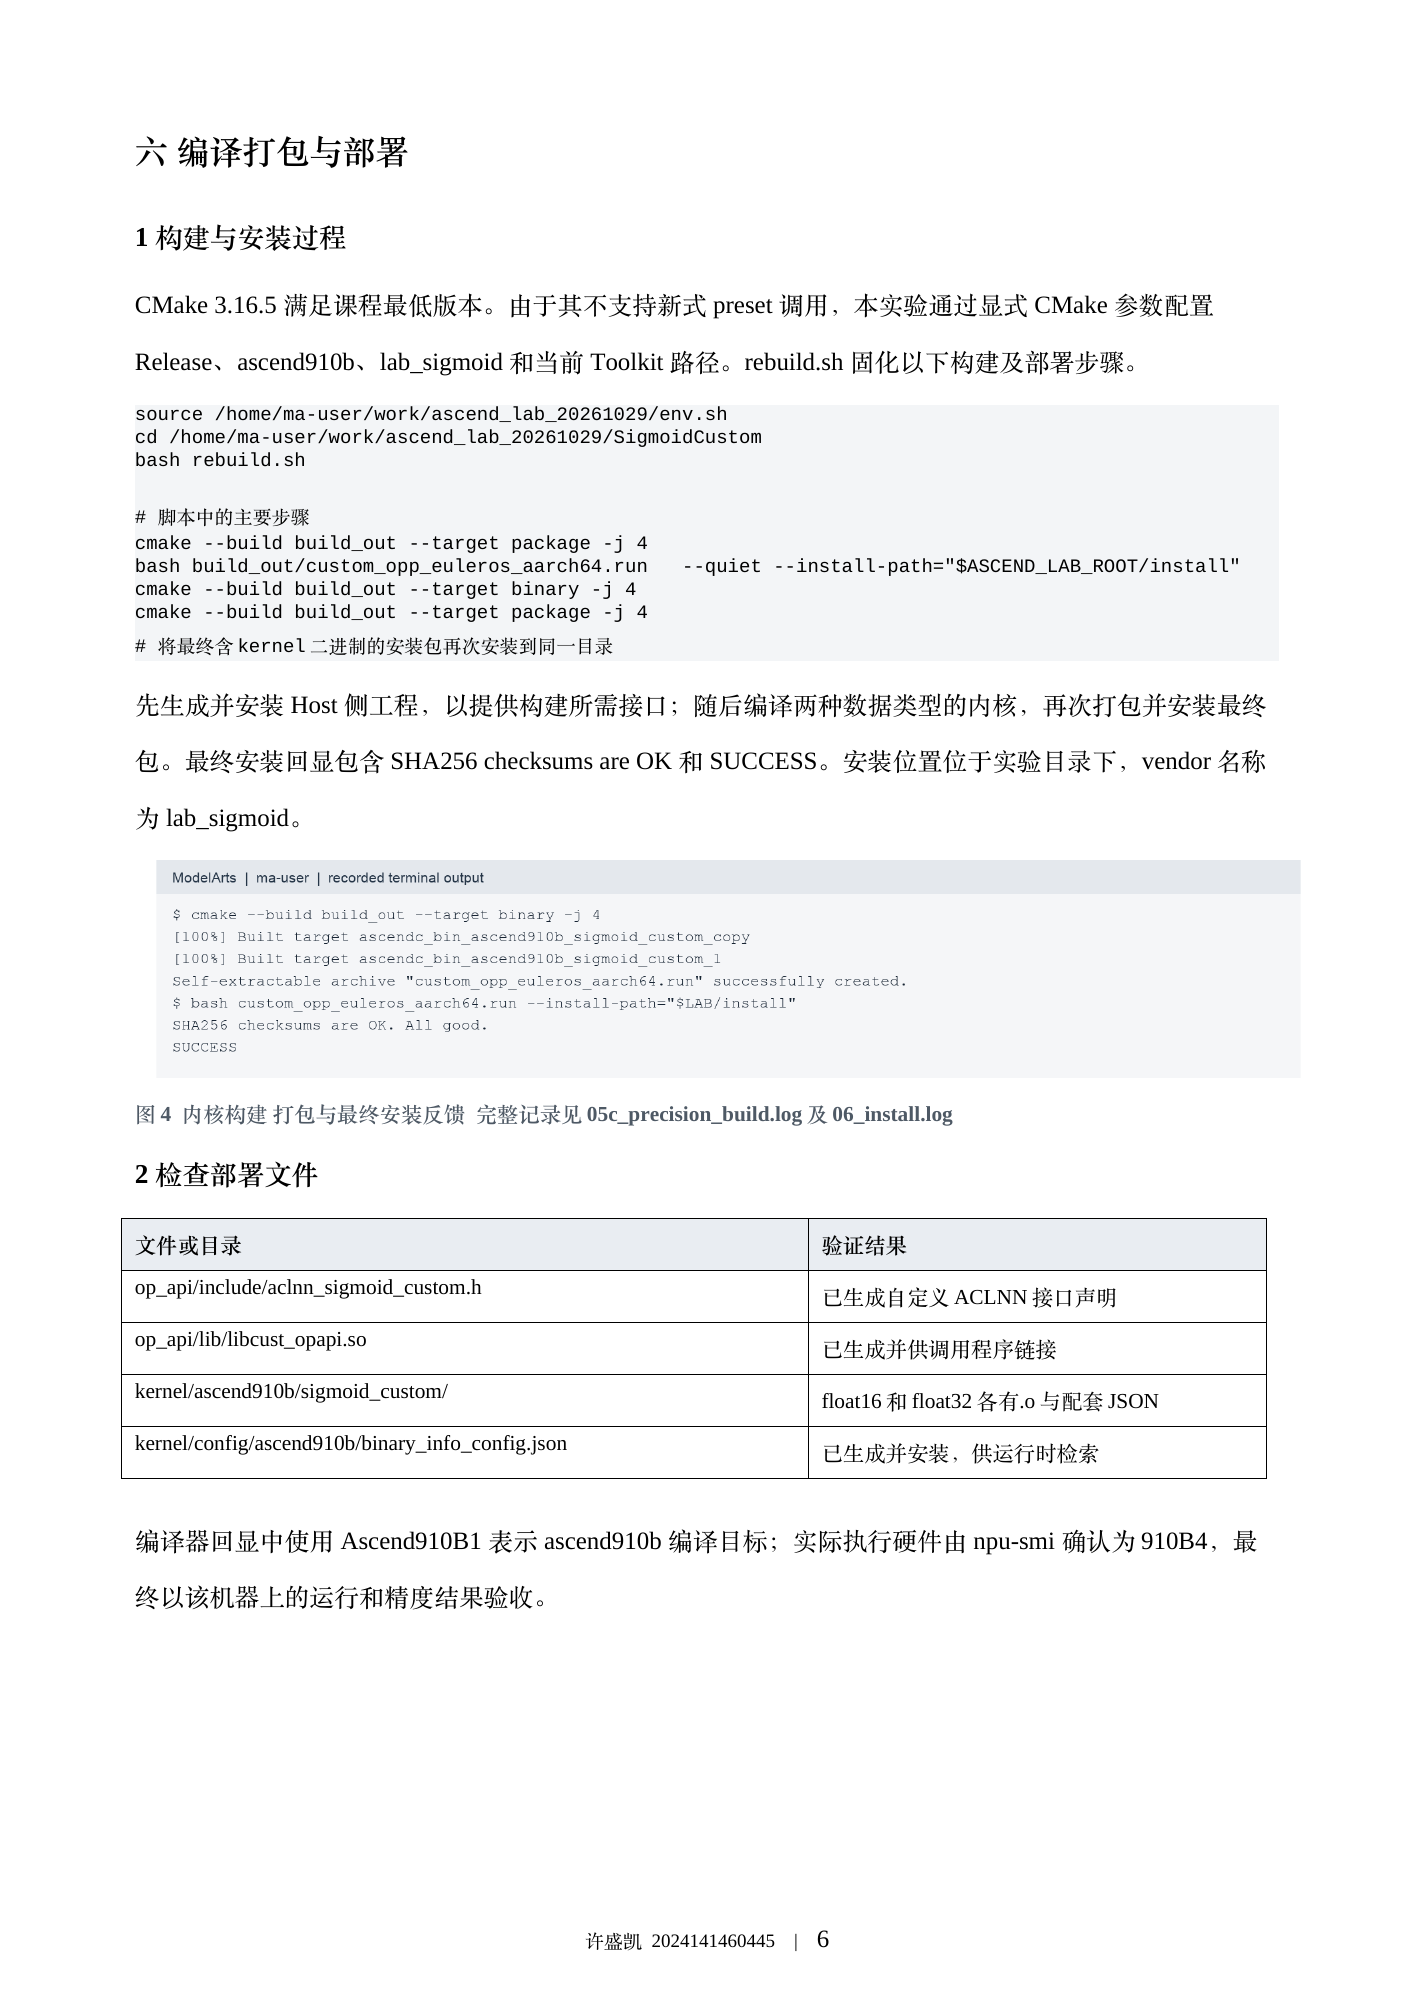 六 编译打包与部署
1 构建与安装过程
CMake 3.16.5 满足课程最低版本。由于其不支持新式 preset 调用，本实验通过显式 CMake 参数配置
Release、ascend910b、lab_sigmoid 和当前 Toolkit 路径。rebuild.sh 固化以下构建及部署步骤。
source /home/ma-user/work/ascend_lab_20261029/env.sh
cd /home/ma-user/work/ascend_lab_20261029/SigmoidCustom
bash rebuild.sh
# 脚本中的主要步骤
cmake --build build_out --target package -j 4
bash build_out/custom_opp_euleros_aarch64.run   --quiet --install-path="$ASCEND_LAB_ROOT/install"
cmake --build build_out --target binary -j 4
cmake --build build_out --target package -j 4
# 将最终含 kernel 二进制的安装包再次安装到同一目录
先生成并安装 Host 侧工程，以提供构建所需接口；随后编译两种数据类型的内核，再次打包并安装最终
包。最终安装回显包含 SHA256 checksums are OK 和 SUCCESS。安装位置位于实验目录下，vendor 名称
为 lab_sigmoid。
ModelArts | ma-user | recorded terminal output
$ cmake --build build_out --target binary -j 4
[100%] Built target ascendc_bin_ascend910b_sigmoid_custom_copy
[100%] Built target ascendc_bin_ascend910b_sigmoid_custom_1
Self-extractable archive "custom_opp_euleros_aarch64.run" successfully created.
$ bash custom_opp_euleros_aarch64.run --install-path="$LAB/install"
SHA256 checksums are OK. All good.
SUCCESS
图 4 内核构建 打包与最终安装反馈 完整记录见 05c_precision_build.log 及 06_install.log
2 检查部署文件
文件或目录 验证结果
op_api/include/aclnn_sigmoid_custom.h 已生成自定义 ACLNN 接口声明
op_api/lib/libcust_opapi.so 已生成并供调用程序链接
kernel/ascend910b/sigmoid_custom/ float16 和 float32 各有.o 与配套 JSON
kernel/config/ascend910b/binary_info_config.json 已生成并安装，供运行时检索
编译器回显中使用 Ascend910B1 表示 ascend910b 编译目标；实际执行硬件由 npu-smi 确认为 910B4，最
终以该机器上的运行和精度结果验收。
许盛凯 2024141460445 | 6